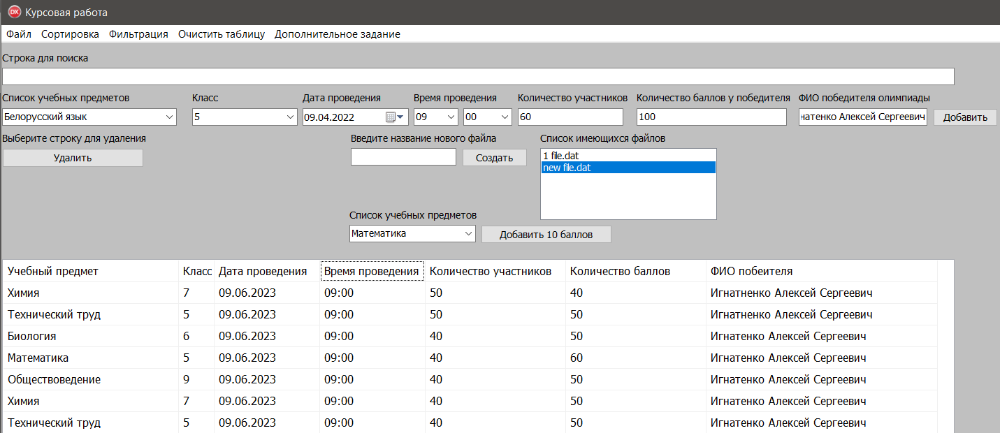 DX Курсовая работа
Файл Сортировка Фильтрация Очистить таблицу Дополнительное задание
Строка для поиска
Список учебных предметов Класс Дата проведения Время проведения Количество участников Количество баллов у победителя ФИО победителя олимпиады
Белорусский язык 5 09.04.2022 09 00 60 100 натенко Алексей Сергеевич Добавить
Выберите строку для удаления Введите название нового файла Список имеющихся файлов
Удалить Создать 1 file.dat
new file.dat
Список учебных предметов
Математика Добавить 10 баллов
Учебный предмет Класс Дата проведения Время проведения Количество участников Количество баллов ФИО побеителя
Химия 7 09.06.2023 09:00 50 40 Игнатненко Алексей Сергеевич
Технический труд 5 09.06.2023 09:00 50 50 Игнатненко Алексей Сергеевич
Биология 6 09.06.2023 09:00 40 50 Игнатенко Алексей Сергеевич
Математика 5 09.06.2023 09:00 40 60 Игнатенко Алексей Сергеевич
Обществоведение 9 09.06.2023 09:00 40 50 Игнатенко Алексей Сергеевич
Химия 7 09.06.2023 09:00 40 50 Игнатенко Алексей Сергеевич
Технический труд 5 09.06.2023 09:00 40 50 Игнатенко Алексей Сергеевич